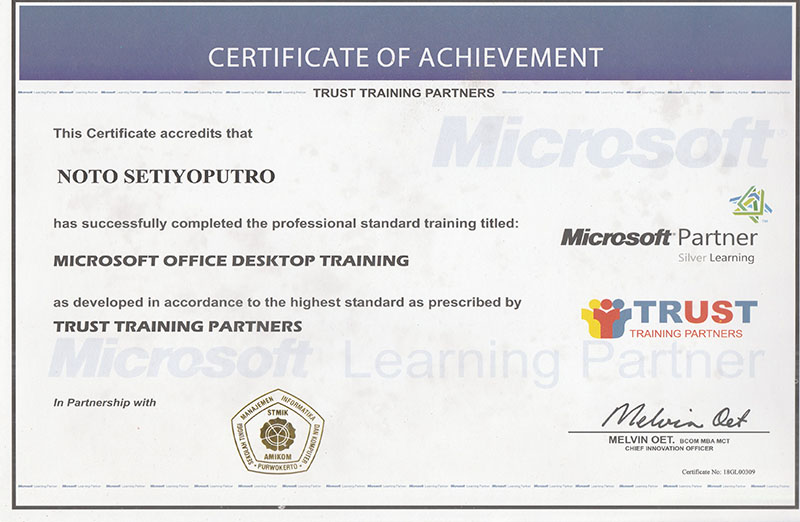 CERTIFICATE OF ACHIEVEMENT
TRUST TRAINING PARTNERS
This Certificate accredits that
Microsoft
NOTO SETIYOPUTRO
has successfully completed the professional standard training titled:
Microsoft Partner
Silver Learning
MICROSOFT OFFICE DESKTOP TRAINING
as developed in accordance to the highest standard as prescribed by
TRUST TRAINING PARTNERS
TRUST
TRAINING PARTNERS
Microsoft Learning Partner
In Partnership with
SEKOLAH TINGGI MANAJEMEN INFORMATIKA DAN KOMPUTER
STMIK
AMIKOM
PURWOKERTO
Melvin Oet
MELVIN OET. BCOM MBA MCT
CHIEF INNOVATION OFFICER
Certificate No: 18GL00309